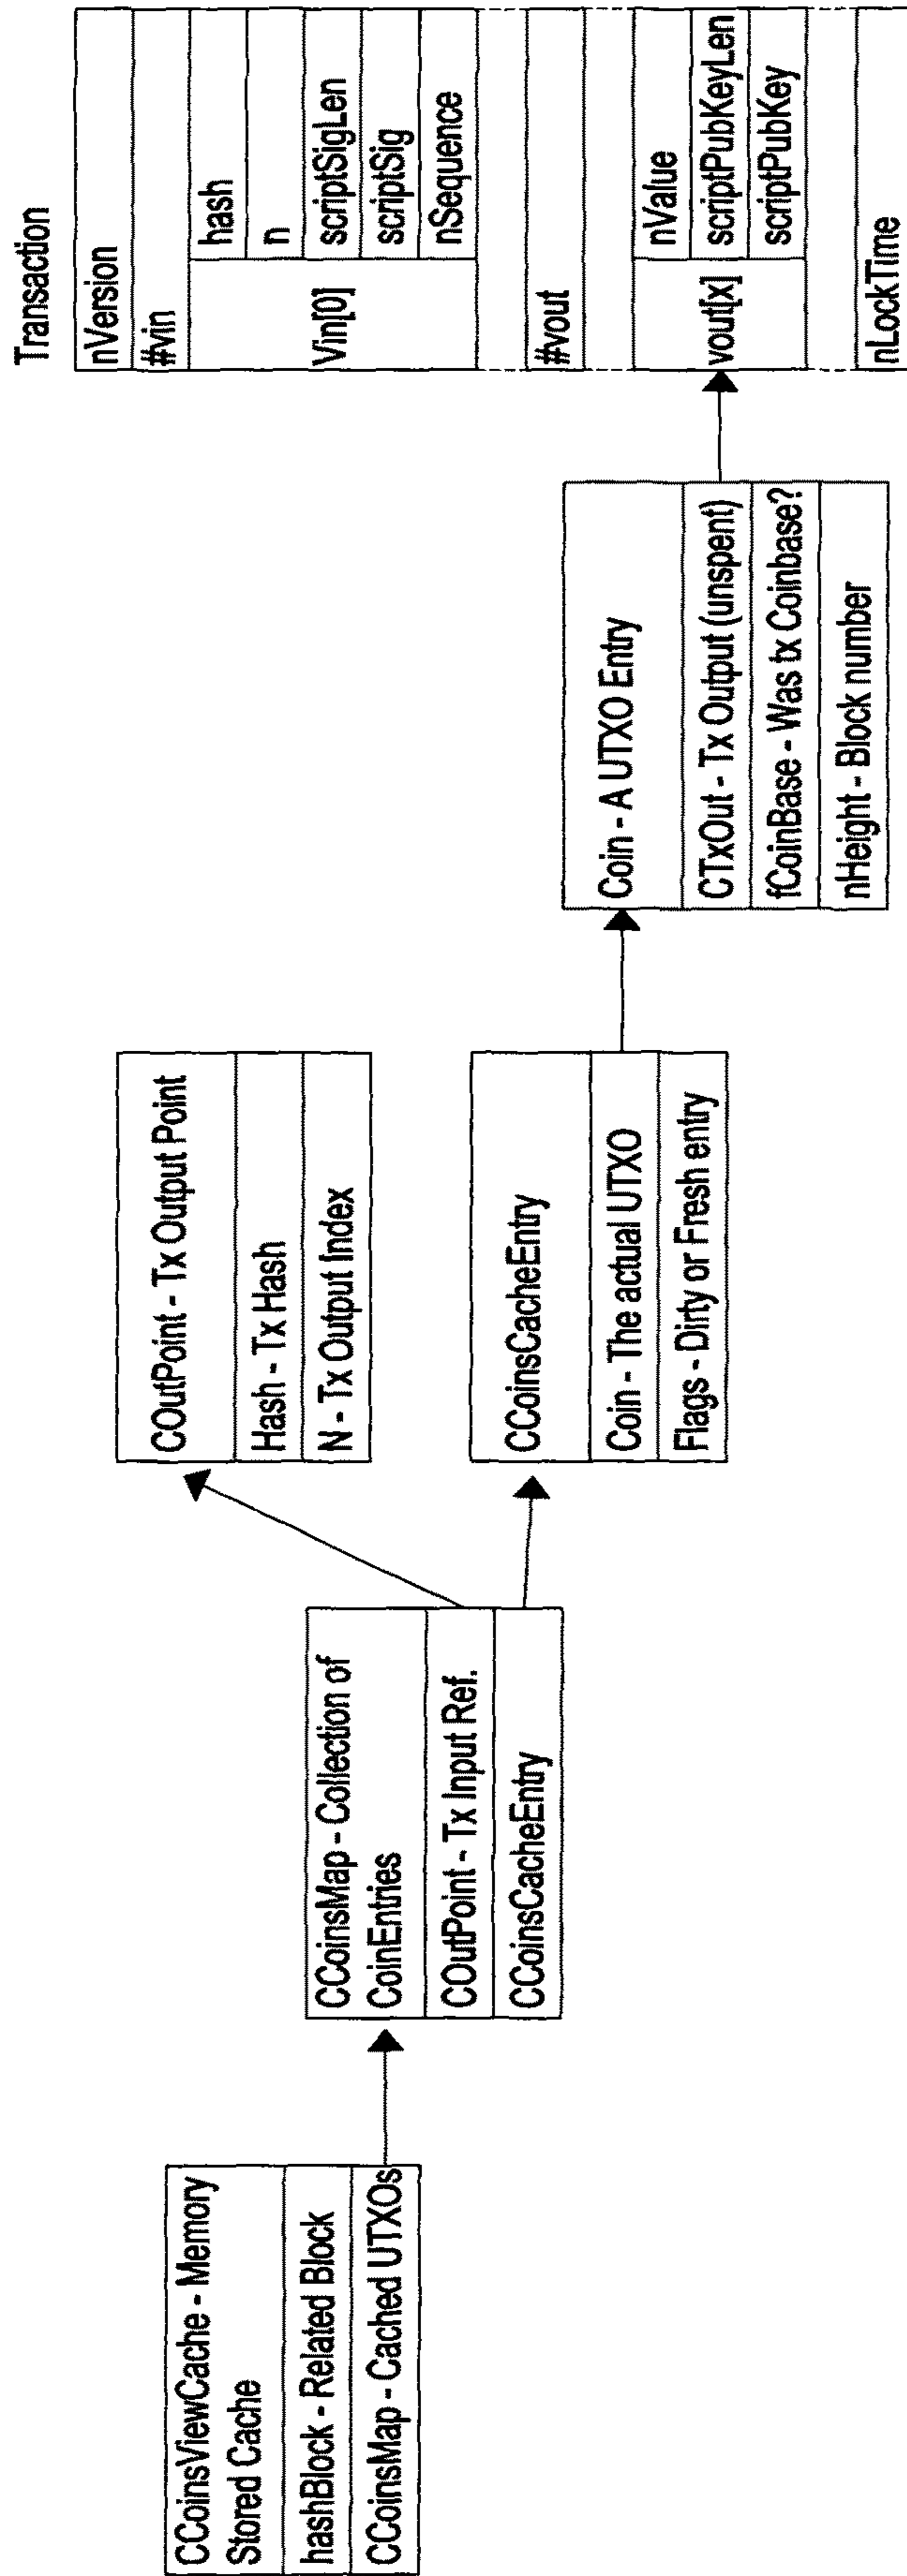 CCoinsViewCache - Memory
Stored Cache
hashBlock - Related Block
CCoinsMap - Cached UTXOs
CCoinsMap - Collection of
CoinEntries
COutPoint - Tx Input Ref.
CCoinsCacheEntry
COutPoint - Tx Output Point
Hash - Tx Hash
N - Tx Output Index
CCoinsCacheEntry
Coin - The actual UTXO
Flags - Dirty or Fresh entry
Coin - A UTXO Entry
CTxOut - Tx Output (unspent)
fCoinBase - Was tx Coinbase?
nHeight - Block number
Transaction
nVersion
#vin
Vin[0]
hash
n
scriptSigLen
scriptSig
nSequence
#vout
vout[x]
nValue
scriptPubKeyLen
scriptPubKey
nLockTime